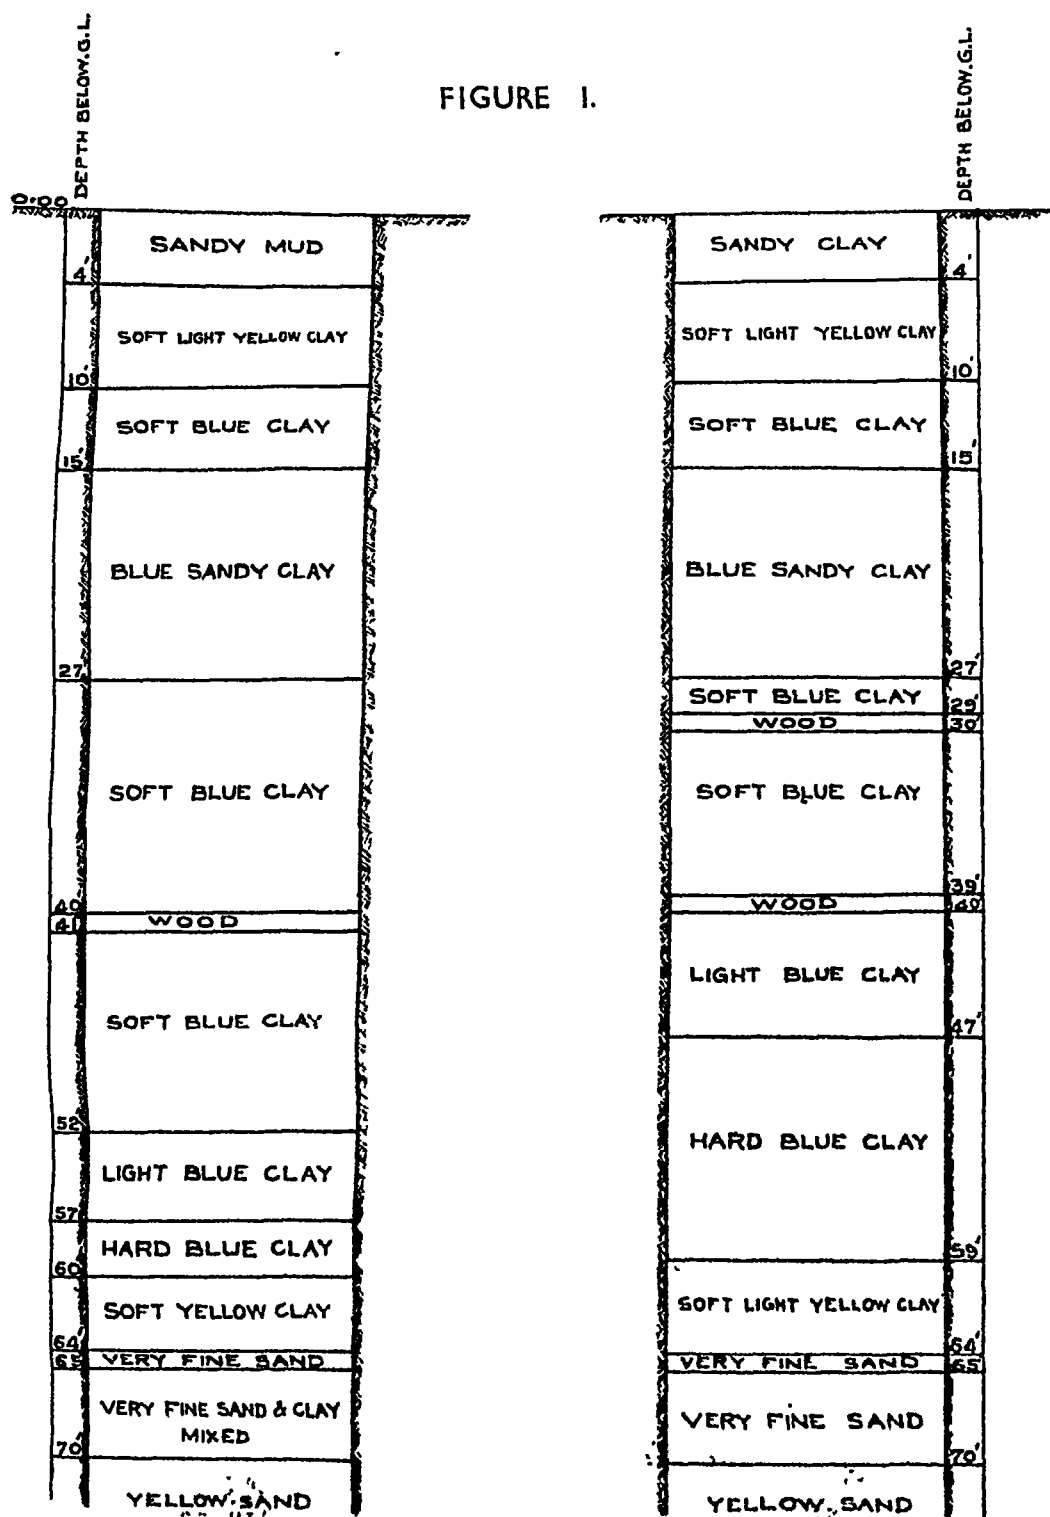 FIGURE 1.
DEPTH BELOW.G.L.
0.00
SANDY MUD
4'
SOFT LIGHT YELLOW CLAY
10'
SOFT BLUE CLAY
15'
BLUE SANDY CLAY
27'
SOFT BLUE CLAY
40'
WOOD
41'
SOFT BLUE CLAY
52'
LIGHT BLUE CLAY
57'
HARD BLUE CLAY
60'
SOFT YELLOW CLAY
64'
VERY FINE SAND
65'
VERY FINE SAND & CLAY
MIXED
70'
YELLOW SAND
DEPTH BELOW.G.L.
SANDY CLAY
4'
SOFT LIGHT YELLOW CLAY
10'
SOFT BLUE CLAY
15'
BLUE SANDY CLAY
27'
SOFT BLUE CLAY
29'
WOOD
30'
SOFT BLUE CLAY
39'
WOOD
40'
LIGHT BLUE CLAY
47'
HARD BLUE CLAY
59'
SOFT LIGHT YELLOW CLAY
64'
VERY FINE SAND
65'
VERY FINE SAND
70'
YELLOW SAND